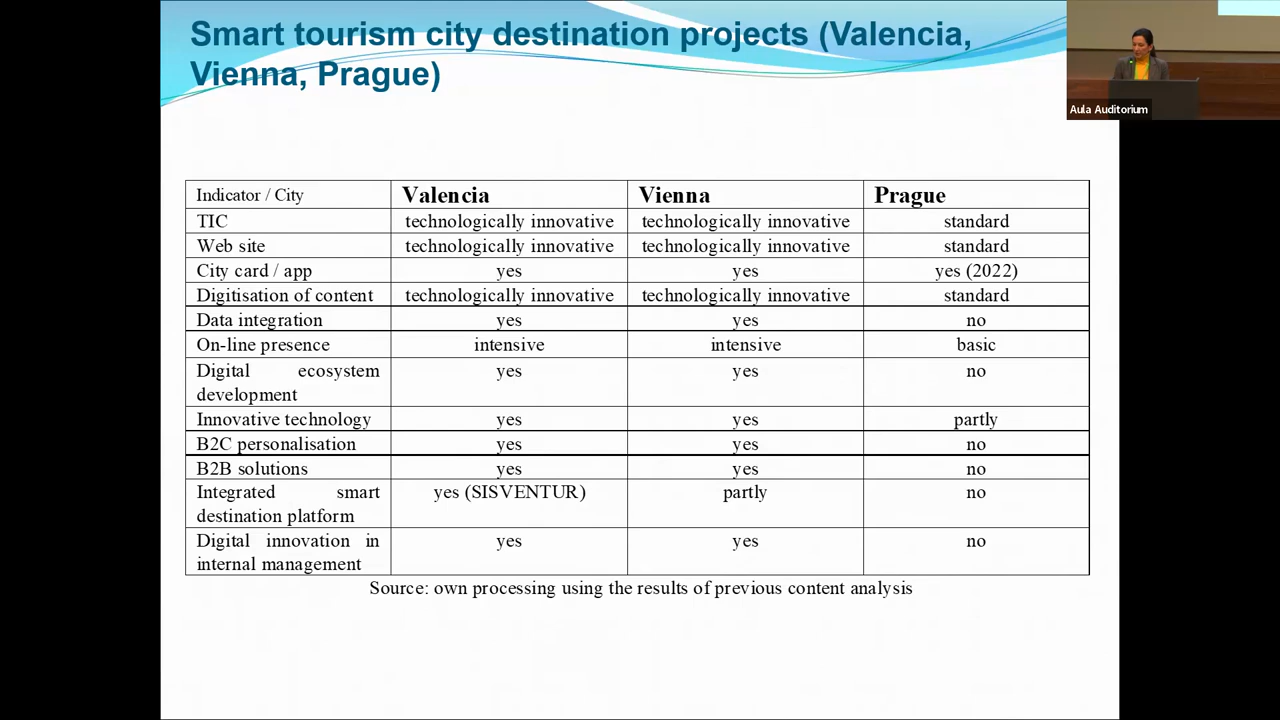 Smart tourism city destination projects (Valencia,
Vienna, Prague)
Aula Auditorium
Indicator / City Valencia Vienna Prague
TIC technologically innovative technologically innovative standard
Web site technologically innovative technologically innovative standard
City card / app yes yes yes (2022)
Digitisation of content technologically innovative technologically innovative standard
Data integration yes yes no
On-line presence intensive intensive basic
Digital ecosystem yes yes no
development
Innovative technology yes yes partly
B2C personalisation yes yes no
B2B solutions yes yes no
Integrated smart yes (SISVENTUR) partly no
destination platform
Digital innovation in yes yes no
internal management
Source: own processing using the results of previous content analysis